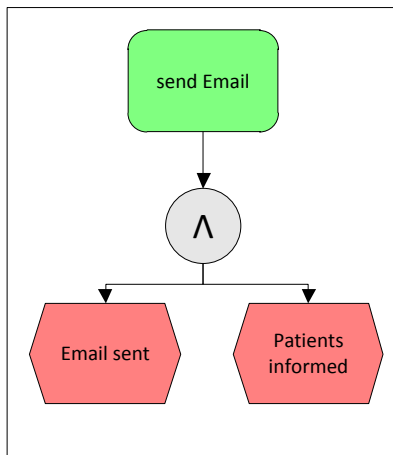 send Email
Λ
Email sent
Patients
informed